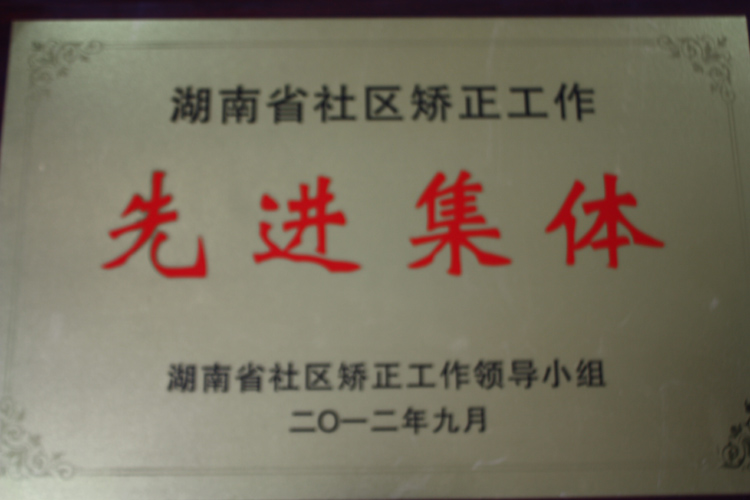 湖南省社区矫正工作
先进集体
湖南省社区矫正工作领导小组
二〇一二年九月